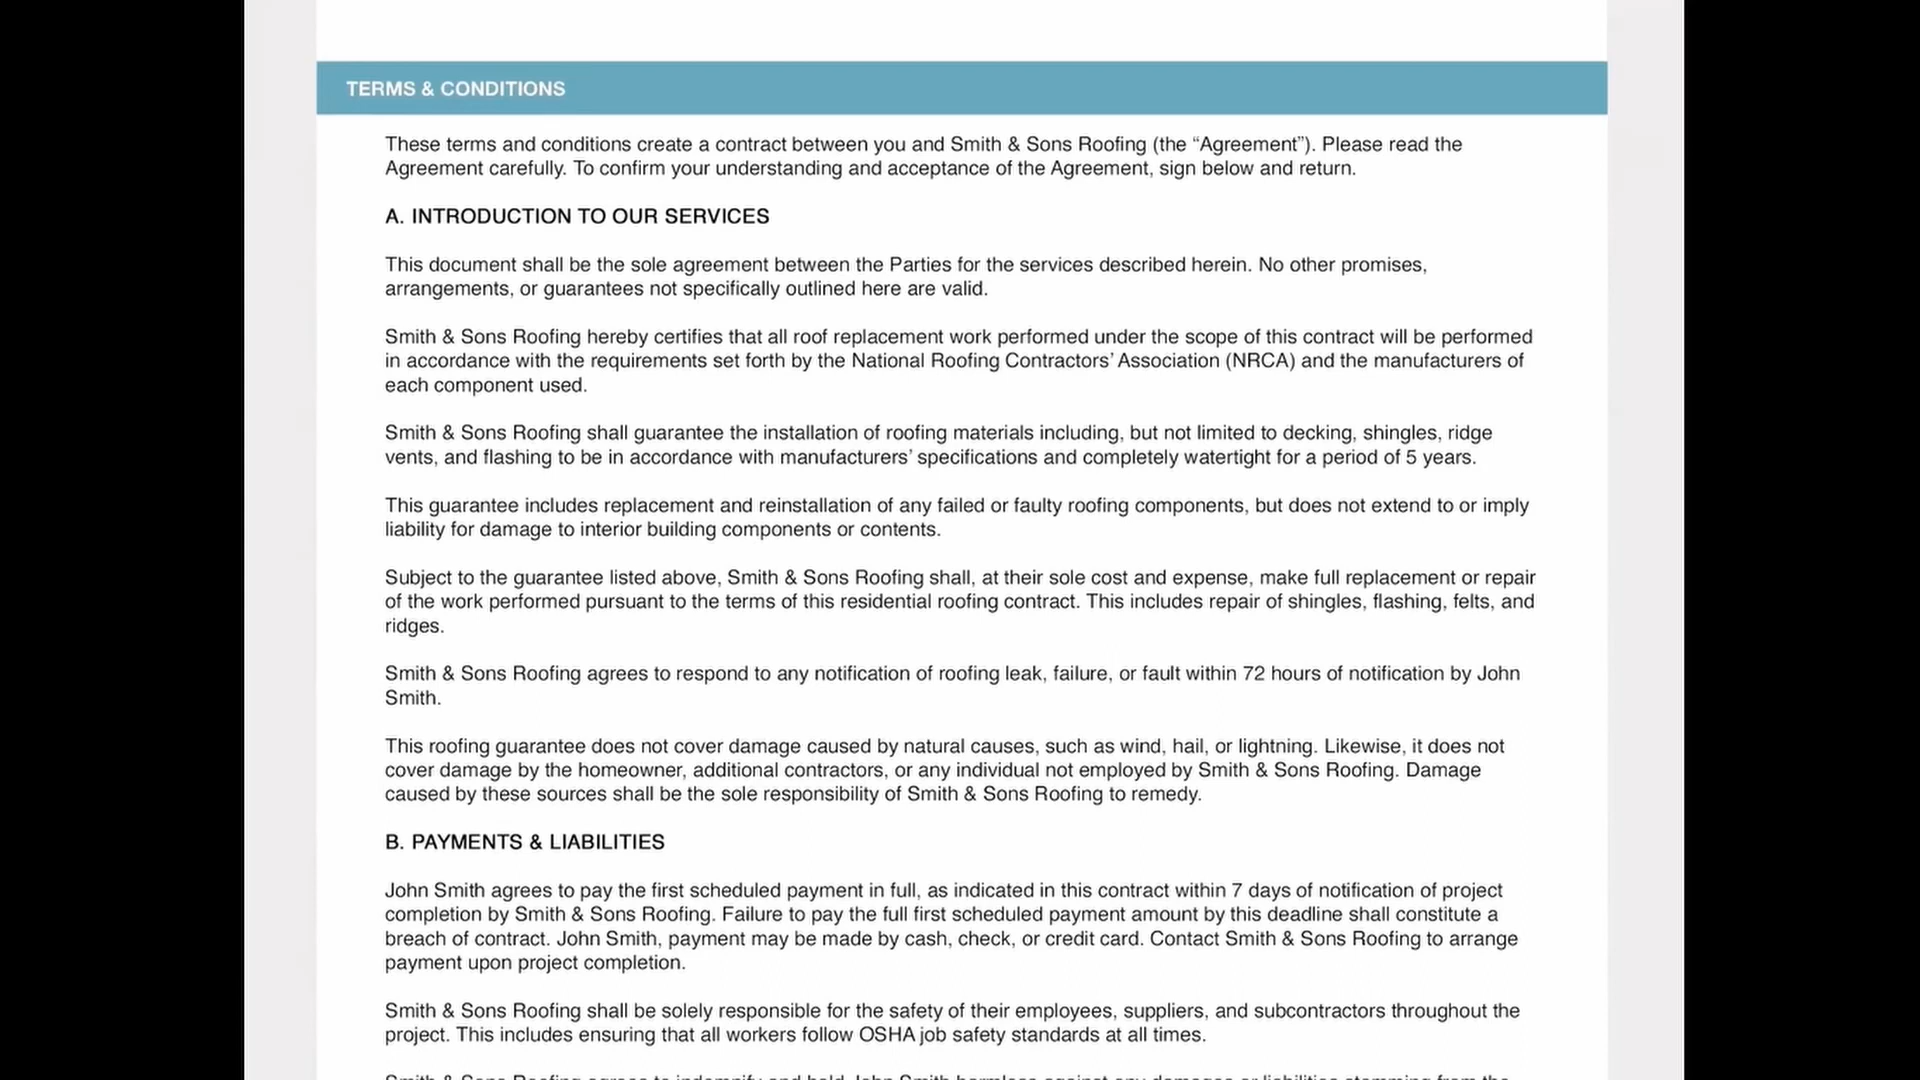 TERMS & CONDITIONS
These terms and conditions create a contract between you and Smith & Sons Roofing (the “Agreement”). Please read the
Agreement carefully. To confirm your understanding and acceptance of the Agreement, sign below and return.
A. INTRODUCTION TO OUR SERVICES
This document shall be the sole agreement between the Parties for the services described herein. No other promises,
arrangements, or guarantees not specifically outlined here are valid.
Smith & Sons Roofing hereby certifies that all roof replacement work performed under the scope of this contract will be performed
in accordance with the requirements set forth by the National Roofing Contractors’ Association (NRCA) and the manufacturers of
each component used.
Smith & Sons Roofing shall guarantee the installation of roofing materials including, but not limited to decking, shingles, ridge
vents, and flashing to be in accordance with manufacturers’ specifications and completely watertight for a period of 5 years.
This guarantee includes replacement and reinstallation of any failed or faulty roofing components, but does not extend to or imply
liability for damage to interior building components or contents.
Subject to the guarantee listed above, Smith & Sons Roofing shall, at their sole cost and expense, make full replacement or repair
of the work performed pursuant to the terms of this residential roofing contract. This includes repair of shingles, flashing, felts, and
ridges.
Smith & Sons Roofing agrees to respond to any notification of roofing leak, failure, or fault within 72 hours of notification by John
Smith.
This roofing guarantee does not cover damage caused by natural causes, such as wind, hail, or lightning. Likewise, it does not
cover damage by the homeowner, additional contractors, or any individual not employed by Smith & Sons Roofing. Damage
caused by these sources shall be the sole responsibility of Smith & Sons Roofing to remedy.
B. PAYMENTS & LIABILITIES
John Smith agrees to pay the first scheduled payment in full, as indicated in this contract within 7 days of notification of project
completion by Smith & Sons Roofing. Failure to pay the full first scheduled payment amount by this deadline shall constitute a
breach of contract. John Smith, payment may be made by cash, check, or credit card. Contact Smith & Sons Roofing to arrange
payment upon project completion.
Smith & Sons Roofing shall be solely responsible for the safety of their employees, suppliers, and subcontractors throughout the
project. This includes ensuring that all workers follow OSHA job safety standards at all times.
Smith & Sons Roofing agrees to indemnify and hold John Smith harmless against any damages or liabilities stemming from the